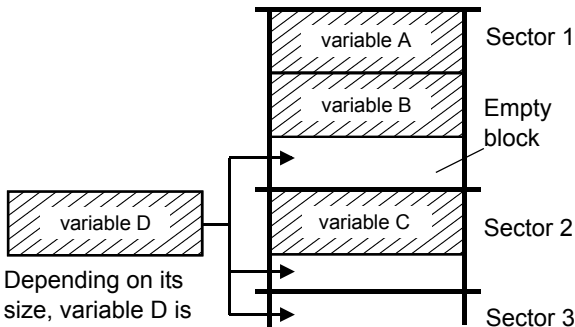 variable A
Sector 1
variable B
Empty
block
variable D
variable C
Sector 2
Depending on its
size, variable D is
Sector 3